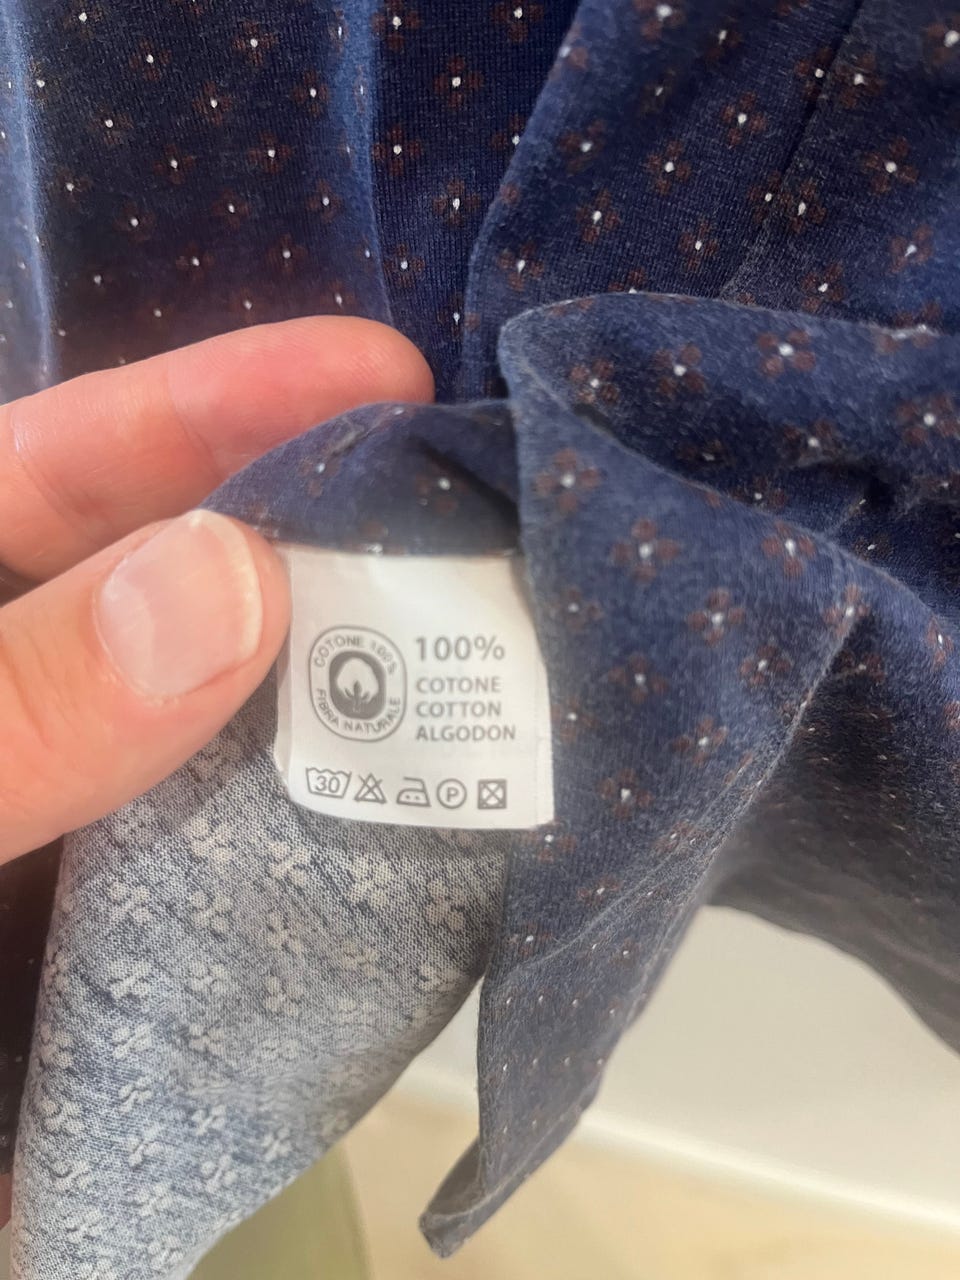 COTONE 100%
FIBRA NATURALE
100%
COTONE
COTTON
ALGODON
30
P